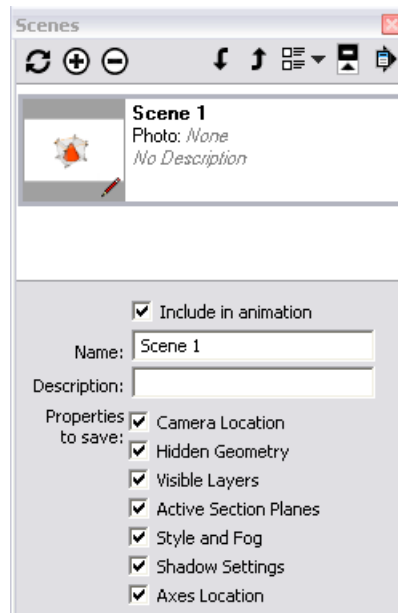 Scenes
Scene 1
Photo: None
No Description
Include in animation
Name: Scene 1
Description:
Properties to save:
Camera Location
Hidden Geometry
Visible Layers
Active Section Planes
Style and Fog
Shadow Settings
Axes Location